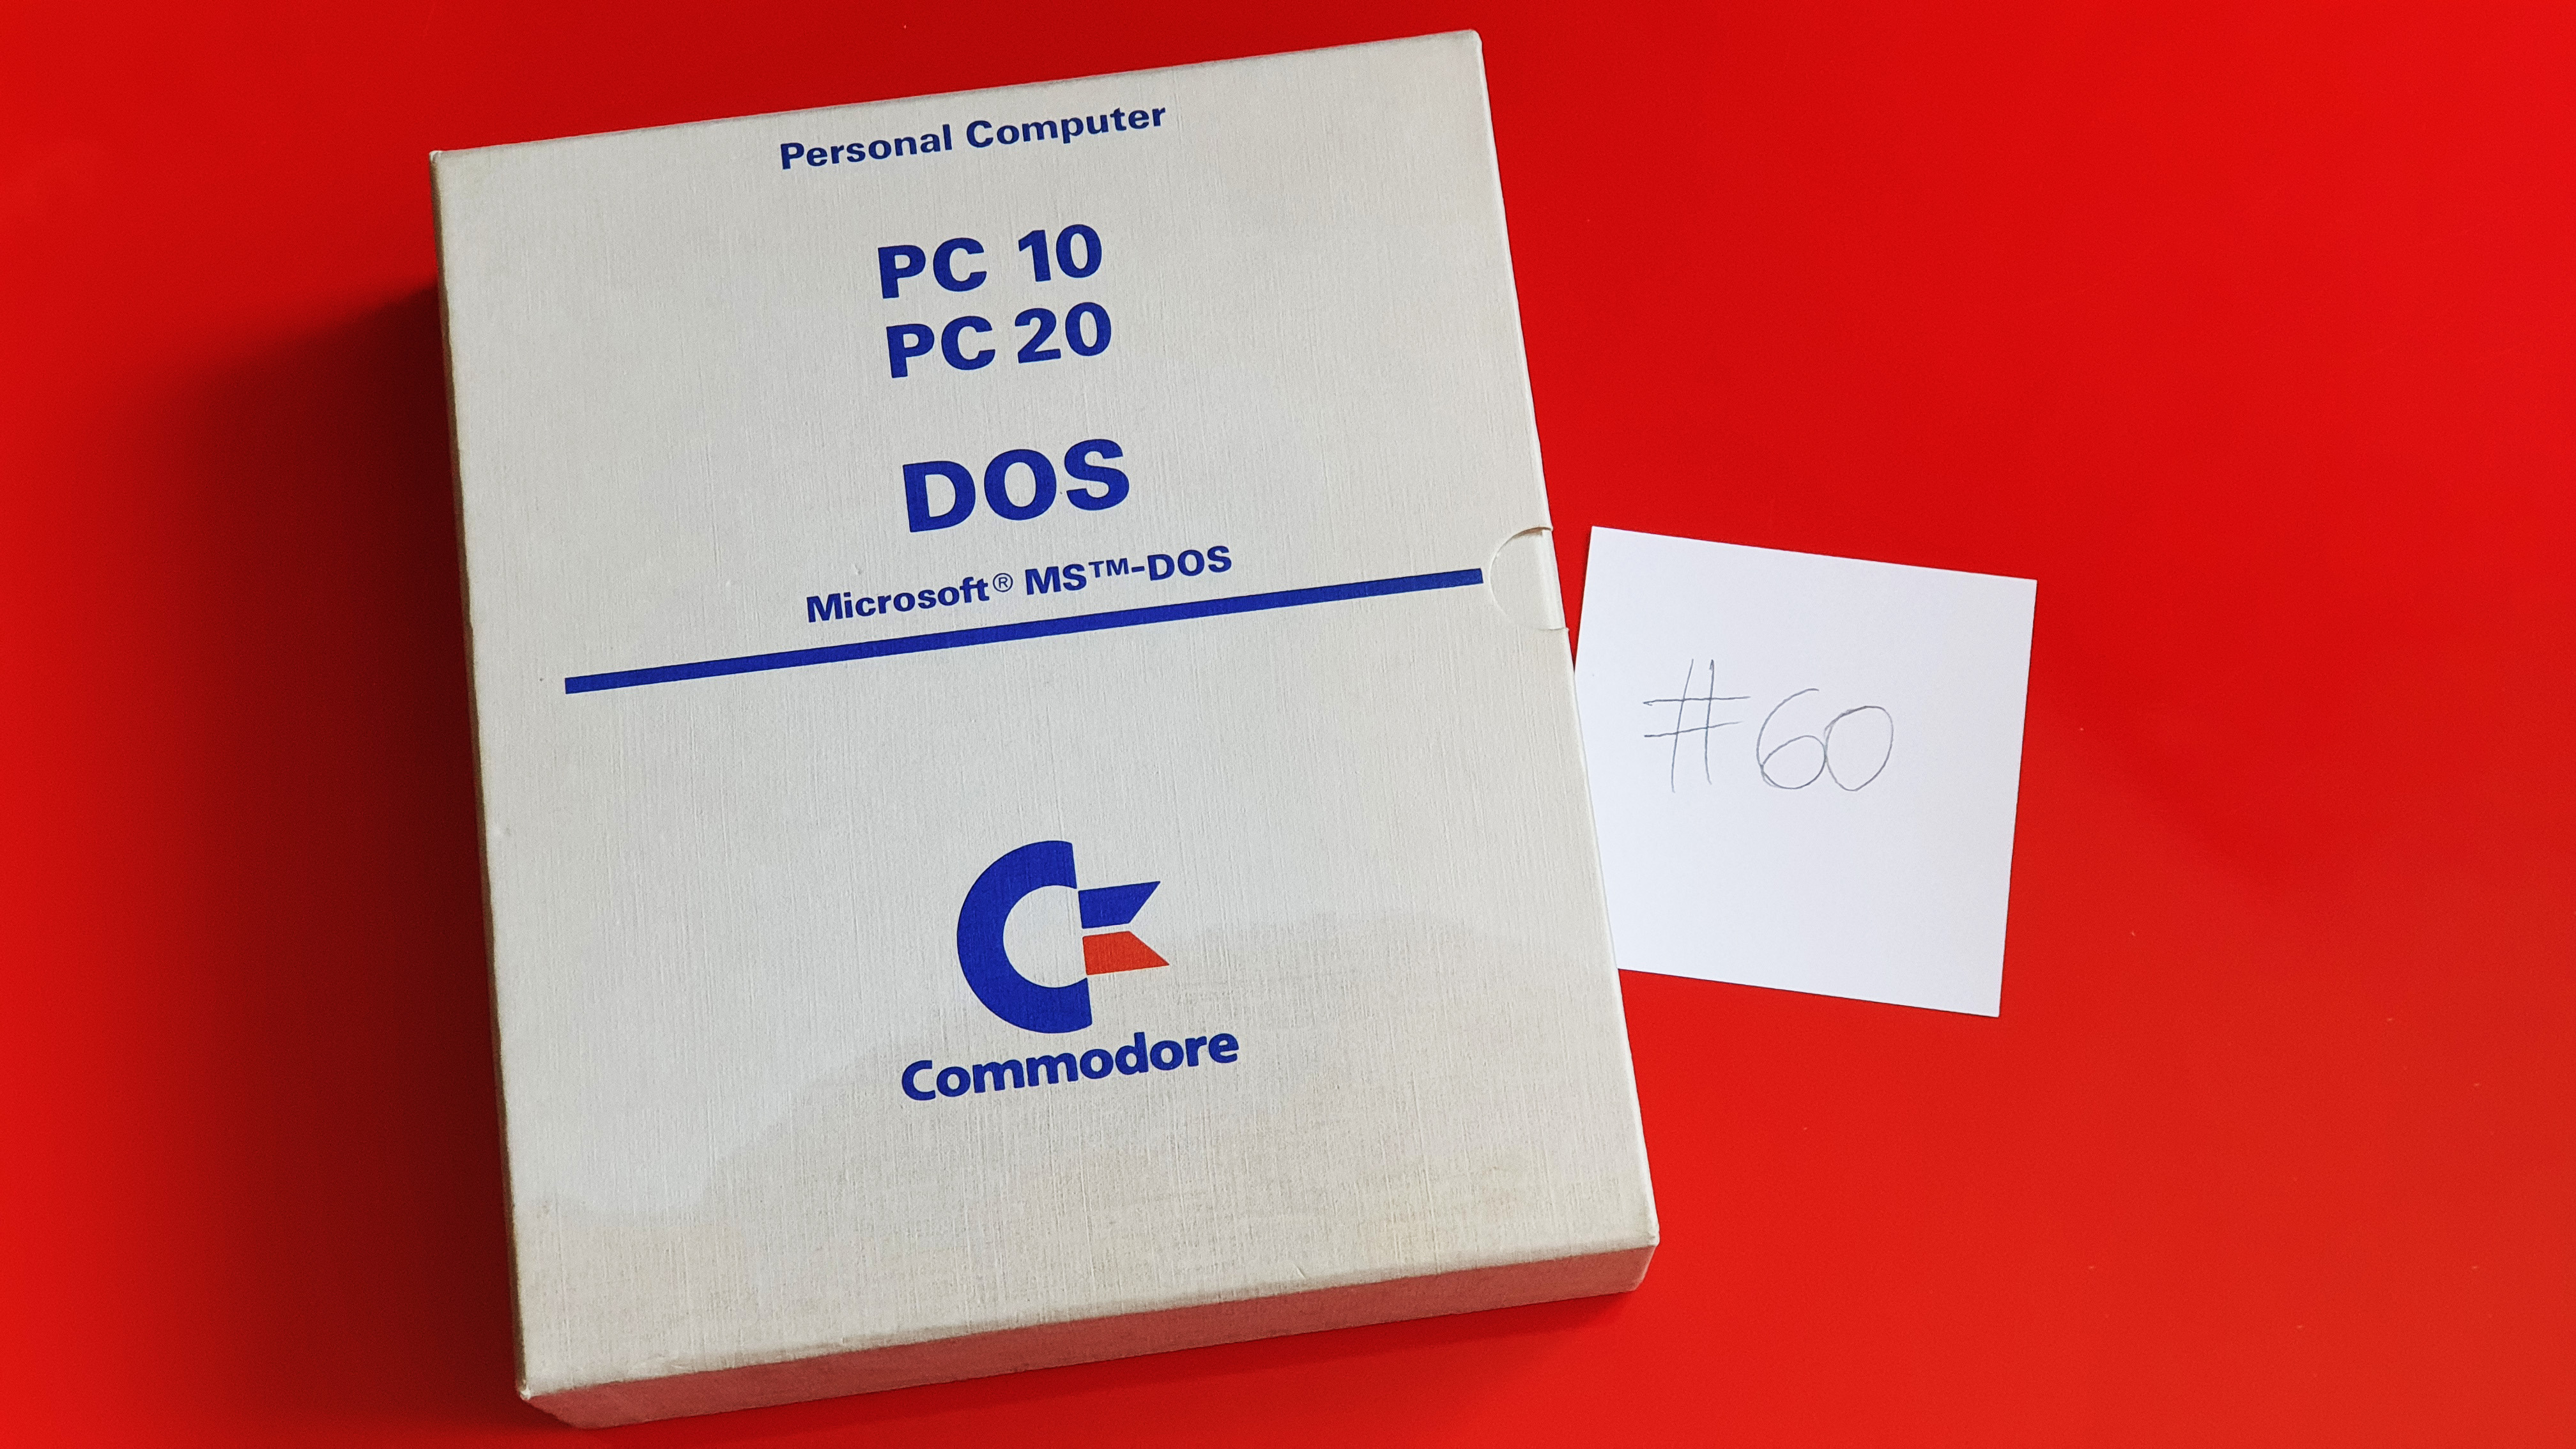 Personal Computer
PC 10
PC 20
DOS
Microsoft® MS™-DOS
Commodore
#60